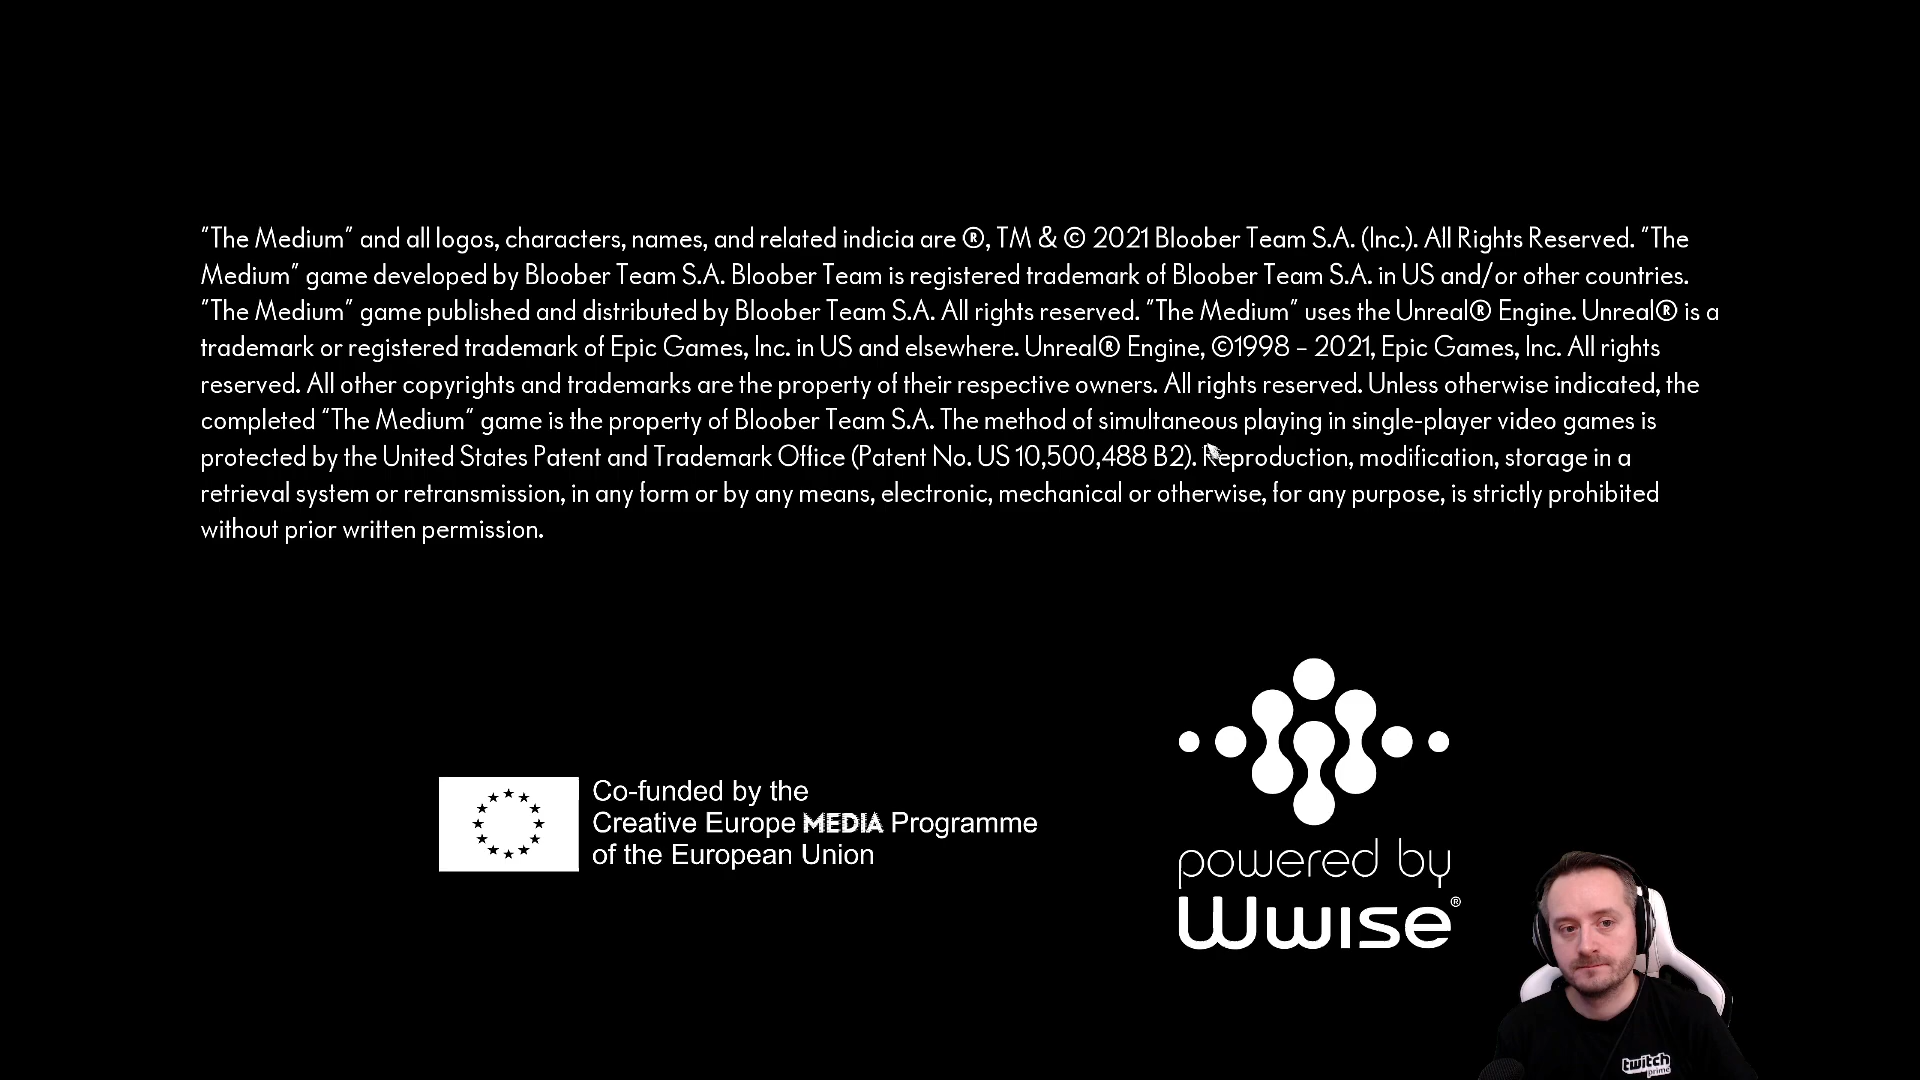 "The Medium" and all logos, characters, names, and related indicia are ®, TM & © 2021 Bloober Team S.A. (Inc.). All Rights Reserved. "The
Medium" game developed by Bloober Team S.A. Bloober Team is registered trademark of Bloober Team S.A. in US and/or other countries.
"The Medium" game published and distributed by Bloober Team S.A. All rights reserved. "The Medium" uses the Unreal® Engine. Unreal® is a
trademark or registered trademark of Epic Games, Inc. in US and elsewhere. Unreal® Engine, ©1998 – 2021, Epic Games, Inc. All rights
reserved. All other copyrights and trademarks are the property of their respective owners. All rights reserved. Unless otherwise indicated, the
completed "The Medium" game is the property of Bloober Team S.A. The method of simultaneous playing in single-player video games is
protected by the United States Patent and Trademark Office (Patent No. US 10,500,488 B2). Reproduction, modification, storage in a
retrieval system or retransmission, in any form or by any means, electronic, mechanical or otherwise, for any purpose, is strictly prohibited
without prior written permission.
Co-funded by the
Creative Europe MEDIA Programme
of the European Union
powered by
Wwise®
twitch
prime